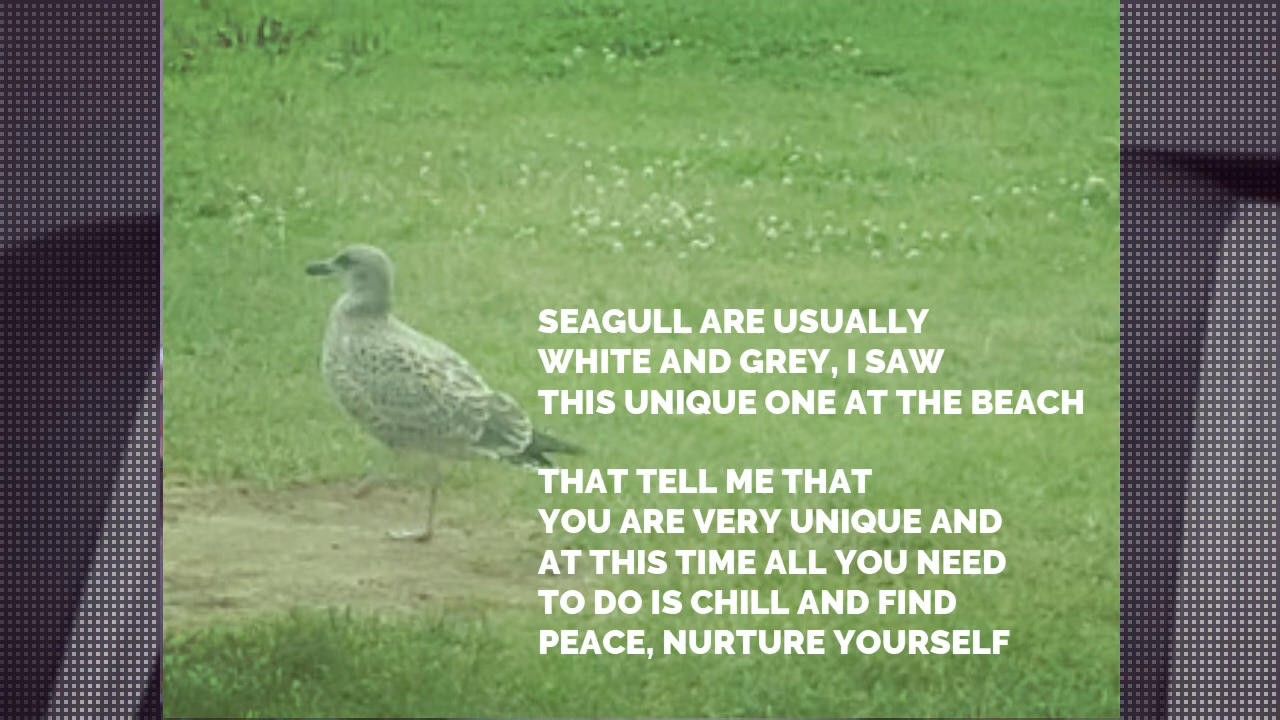 SEAGULL ARE USUALLY
WHITE AND GREY, I SAW
THIS UNIQUE ONE AT THE BEACH
THAT TELL ME THAT
YOU ARE VERY UNIQUE AND
AT THIS TIME ALL YOU NEED
TO DO IS CHILL AND FIND
PEACE, NURTURE YOURSELF